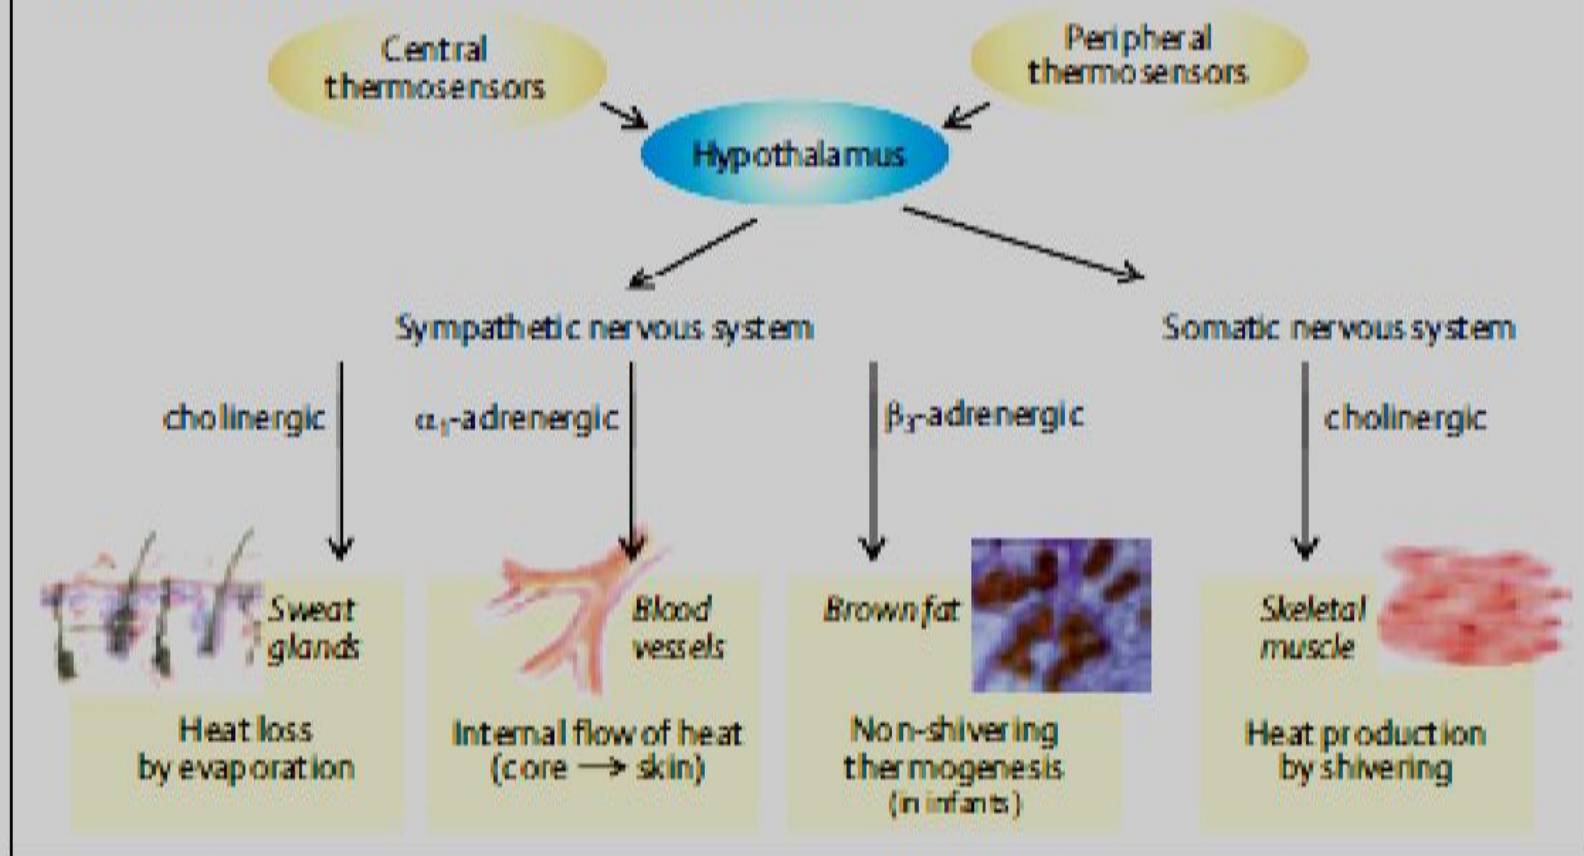 Central
thermosensors
Peripheral
thermosensors
Hypothalamus
Sympathetic nervous system
Somatic nervous system
cholinergic
α₁-adrenergic
β₃-adrenergic
cholinergic
Sweat
glands
Blood
vessels
Brown fat
Skeletal
muscle
Heat loss
by evaporation
Internal flow of heat
(core → skin)
Non-shivering
thermogenesis
(in infants)
Heat production
by shivering